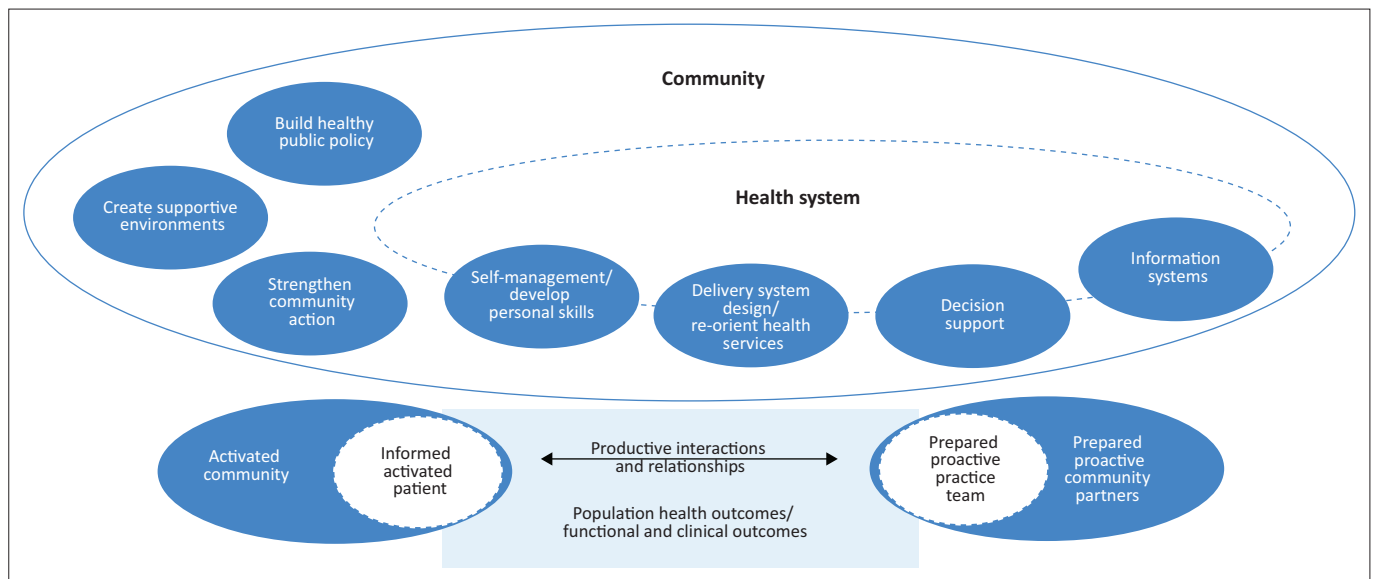 Community
Build healthy
public policy
Create supportive
environments
Strengthen
community
action
Health system
Self-management/
develop
personal skills
Delivery system
design/
re-orient health
services
Decision
support
Information
systems
Activated
community
Informed
activated
patient
Productive interactions
and relationships
Population health outcomes/
functional and clinical outcomes
Prepared
proactive
practice
team
Prepared
proactive
community
partners